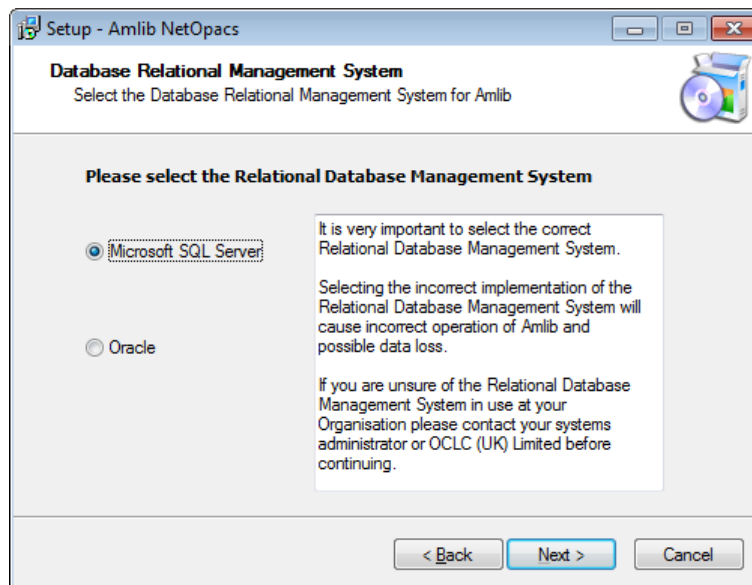 Setup - Amlib NetOpacs
Database Relational Management System
Select the Database Relational Management System for Amlib
Please select the Relational Database Management System
Microsoft SQL Server
Oracle
It is very important to select the correct
Relational Database Management System.
Selecting the incorrect implementation of the
Relational Database Management System will
cause incorrect operation of Amlib and
possible data loss.
If you are unsure of the Relational Database
Management System in use at your
Organisation please contact your systems
administrator or OCLC (UK) Limited before
continuing.
< Back
Next >
Cancel